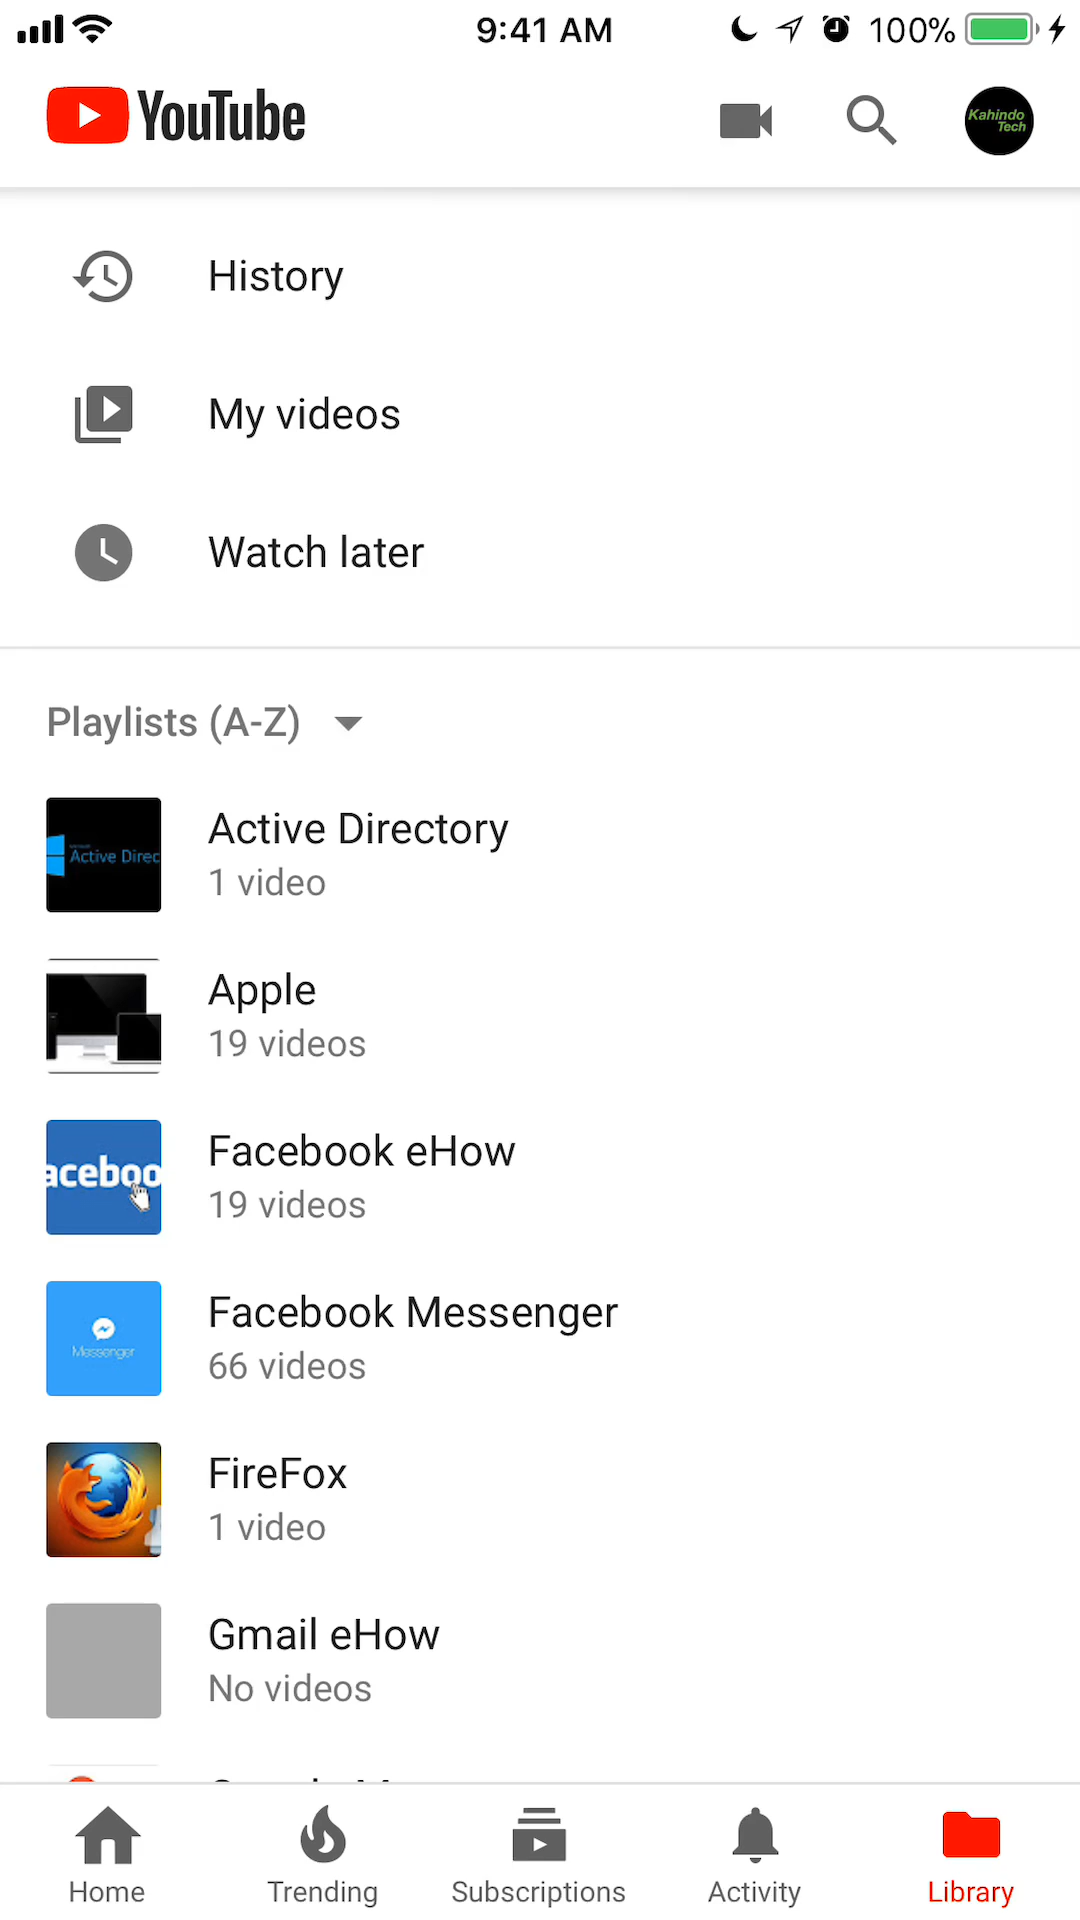 9:41 AM
100%
YouTube
Kahindo
Tech
History
My videos
Watch later
Playlists (A-Z)
Active Direc
Active Directory
1 video
Apple
19 videos
aceboo
Facebook eHow
19 videos
Messenger
Facebook Messenger
66 videos
FireFox
1 video
Gmail eHow
No videos
Home
Trending
Subscriptions
Activity
Library